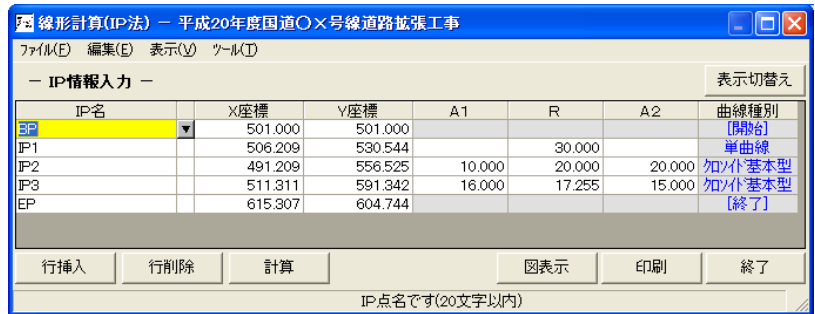 線形計算(IP法) － 平成20年度国道〇×号線道路拡張工事
ファイル(F) 編集(E) 表示(V) ツール(T)
－ IP情報入力 － 表示切替え
IP名 X座標 Y座標 A1 R A2 曲線種別
BP 501.000 501.000 [開始]
IP1 506.209 530.544 30.000 単曲線
IP2 491.209 556.525 10.000 20.000 20.000 クロソイド基本型
IP3 511.311 591.342 16.000 17.255 15.000 クロソイド基本型
EP 615.307 604.744 [終了]
行挿入 行削除 計算 図表示 印刷 終了
IP点名です(20文字以内)